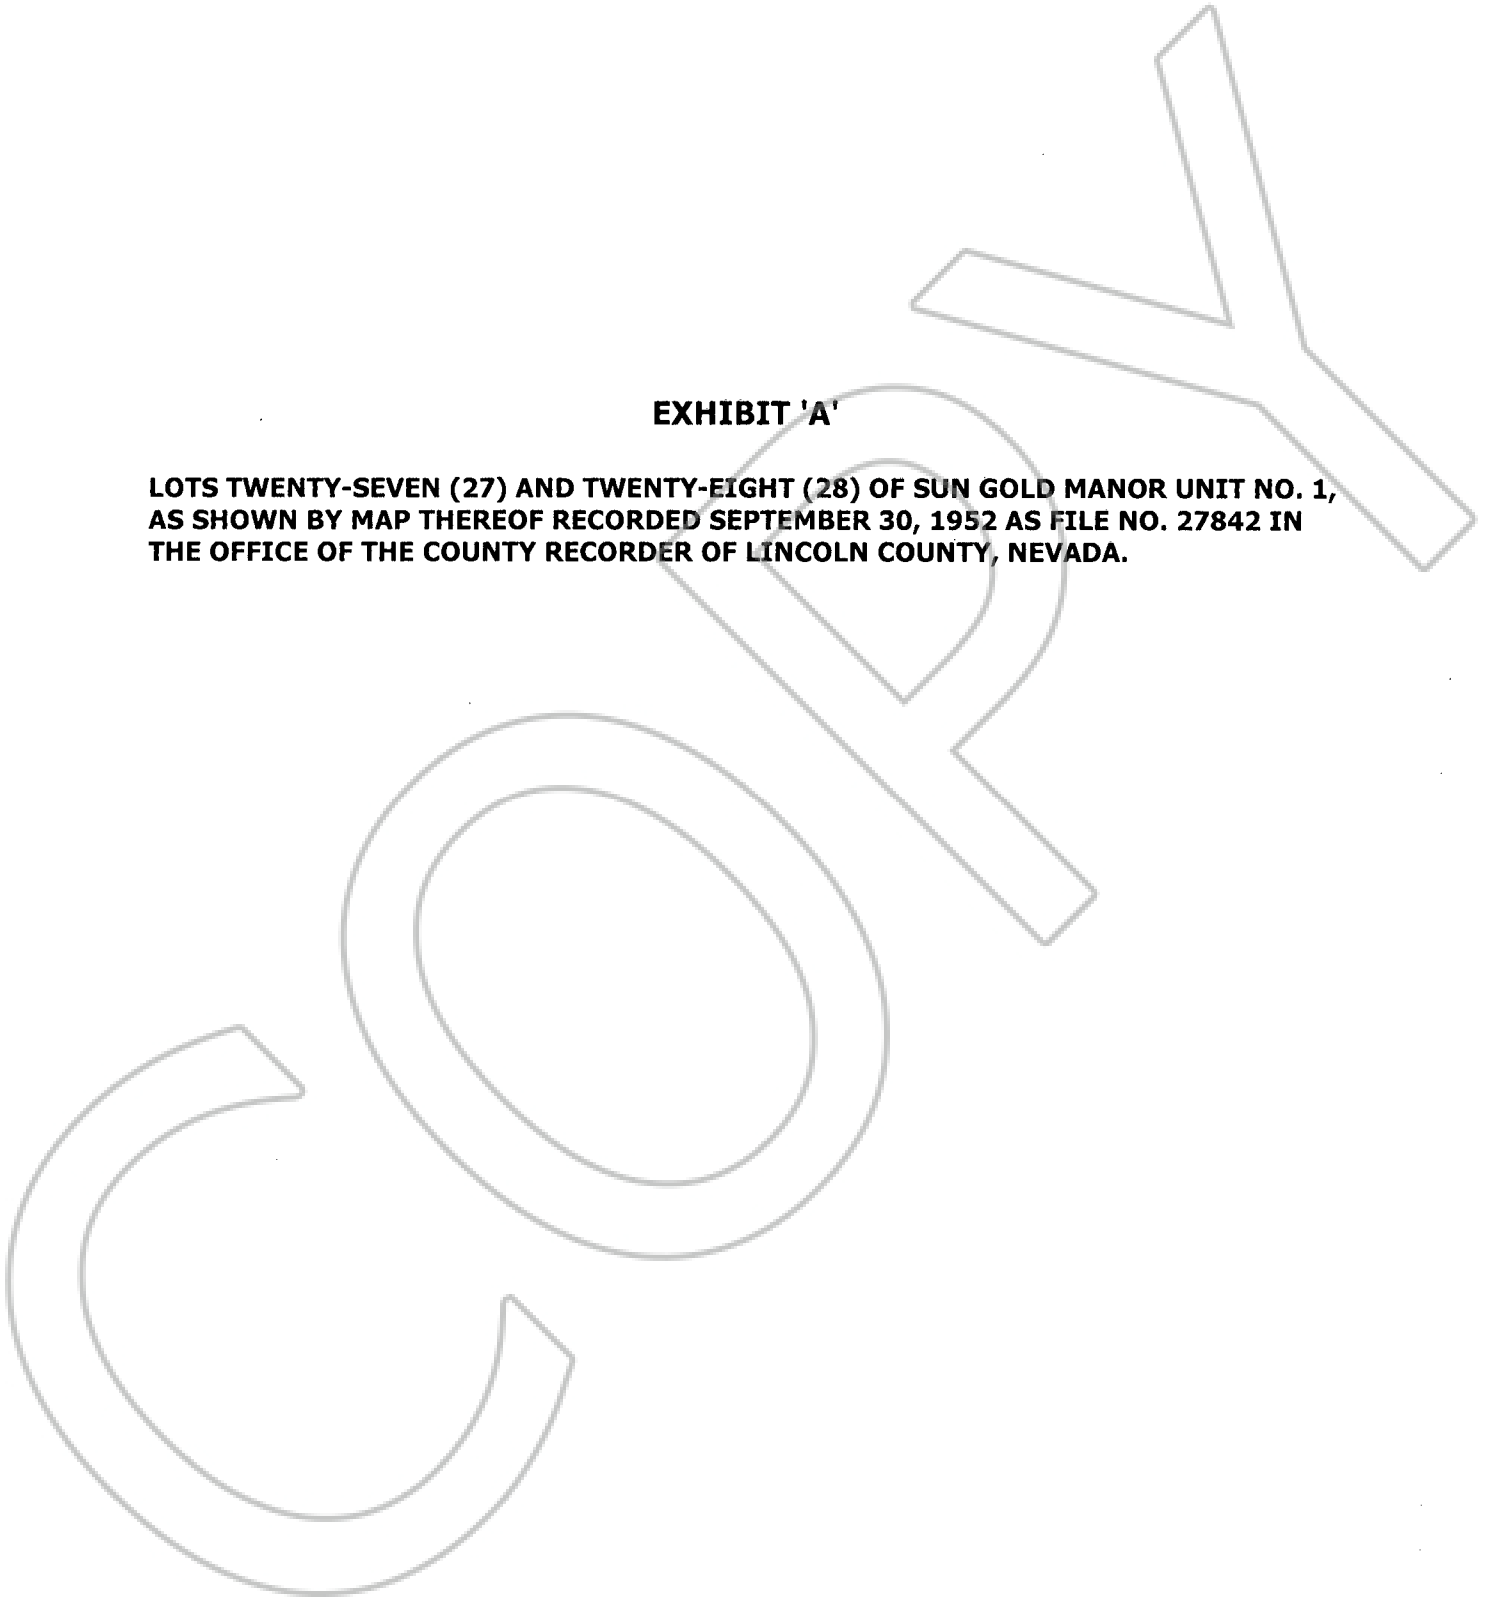 EXHIBIT 'A'
LOTS TWENTY-SEVEN (27) AND TWENTY-EIGHT (28) OF SUN GOLD MANOR UNIT NO. 1,
AS SHOWN BY MAP THEREOF RECORDED SEPTEMBER 30, 1952 AS FILE NO. 27842 IN
THE OFFICE OF THE COUNTY RECORDER OF LINCOLN COUNTY, NEVADA.
COPY